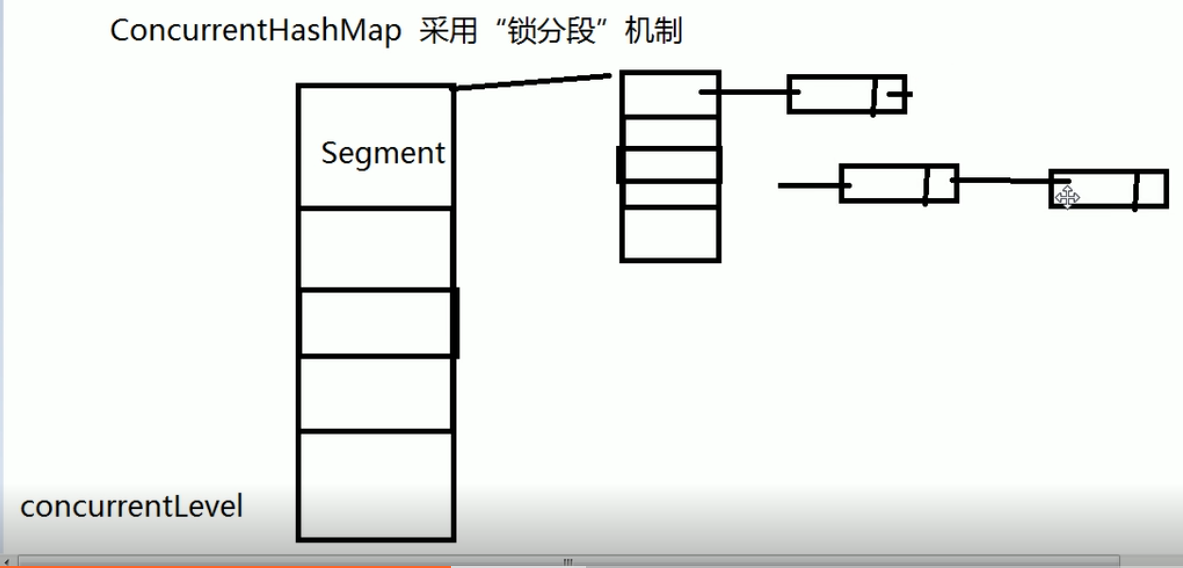 ConcurrentHashMap 采用“锁分段”机制
Segment
concurrentLevel